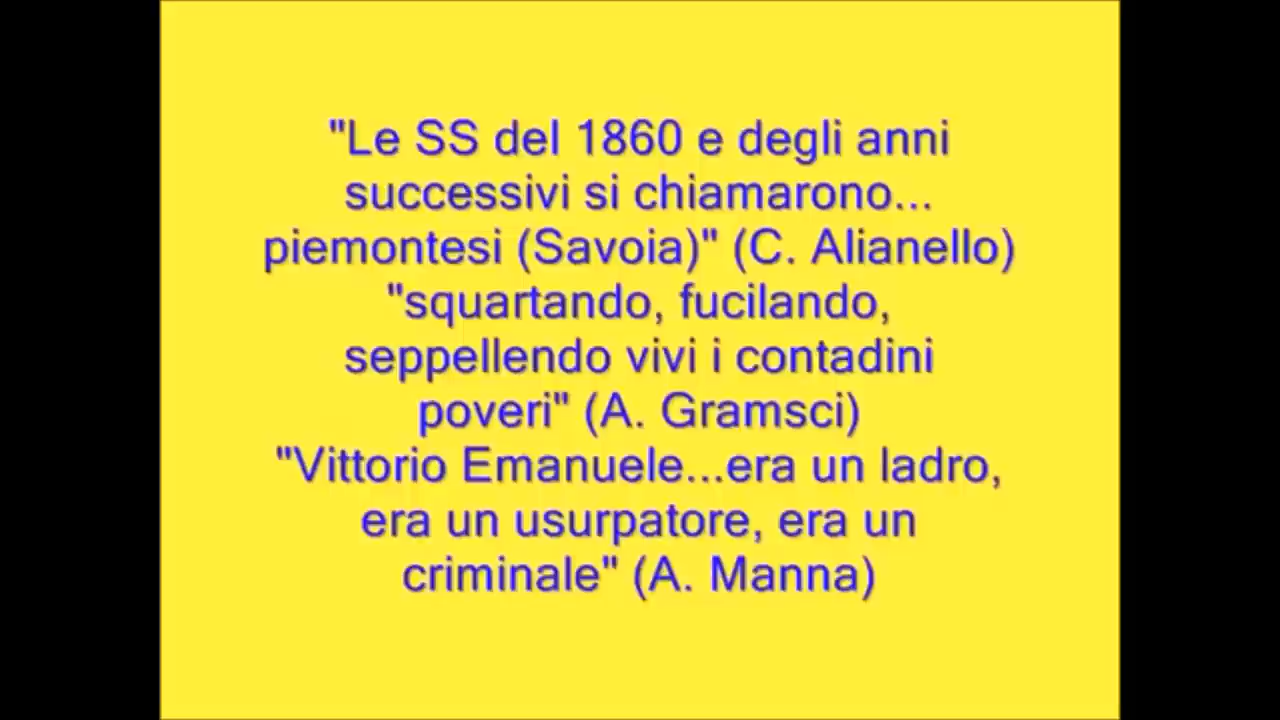 "Le SS del 1860 e degli anni
successivi si chiamarono...
piemontesi (Savoia)" (C. Alianello)
"squartando, fucilando,
seppellendo vivi i contadini
poveri" (A. Gramsci)
"Vittorio Emanuele...era un ladro,
era un usurpatore, era un
criminale" (A. Manna)